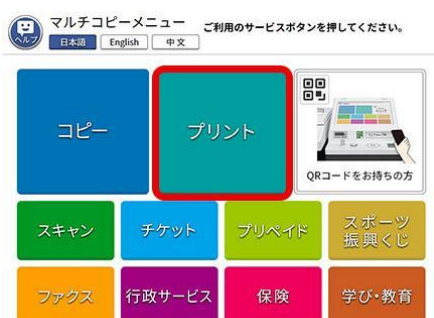 マルチコピーメニュー
ご利用のサービスボタンを押してください。
ヘルプ
日本語 English 中文
コピー
プリント
QRコードをお持ちの方
スキャン
チケット
プリペイド
スポーツ
振興くじ
ファクス
行政サービス
保険
学び・教育